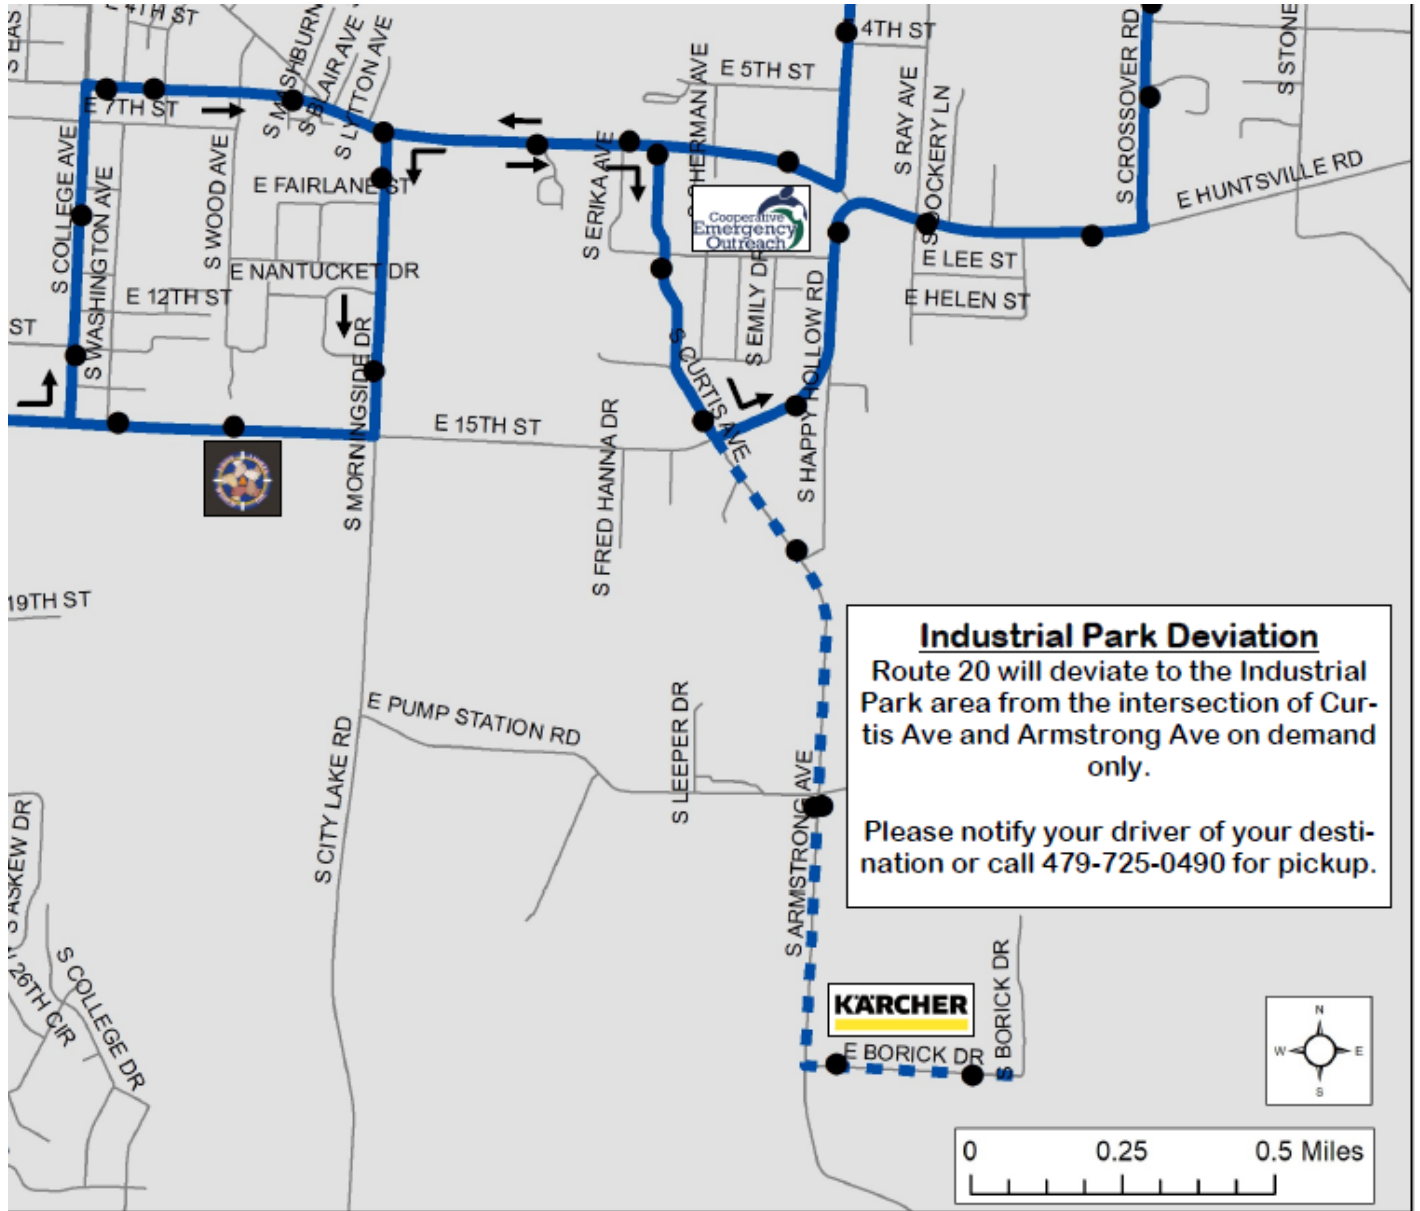 E 4TH ST
S EAS
S MASHBURN
S BLAIR AVE
S LYTTON AVE
4TH ST
S CROSSOVER RD
S STONE
E 5TH ST
S SHERMAN AVE
S RAY AVE
S DOCKERY LN
E 7TH ST
S COLLEGE AVE
S WASHINGTON AVE
S WOOD AVE
E FAIRLANE ST
S ERIKA AVE
Cooperative
Emergency
Outreach
E HUNTSVILLE RD
E LEE ST
E HELEN ST
E NANTUCKET DR
E 12TH ST
ST
S MORNINGSIDE DR
S CURTIS AVE
S EMILY DR
S HAPPY HOLLOW RD
E 15TH ST
S FRED HANNA DR
19TH ST
Industrial Park Deviation
Route 20 will deviate to the Industrial
Park area from the intersection of Cur-
tis Ave and Armstrong Ave on demand
only.
Please notify your driver of your desti-
nation or call 479-725-0490 for pickup.
E PUMP STATION RD
S LEEPER DR
S CITY LAKE RD
S ARMSTRONG AVE
S ASKEW DR
26TH CIR
S COLLEGE DR
KÄRCHER
E BORICK DR
S BORICK DR
N
W E
S
0 0.25 0.5 Miles